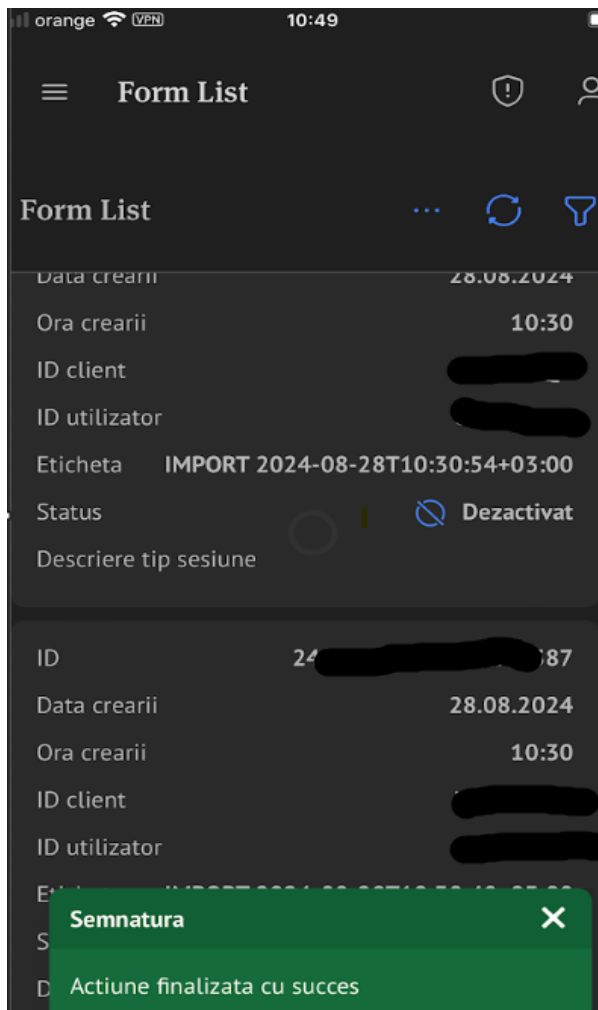 orange VPN 10:49
Form List
Form List
Data crearii 28.08.2024
Ora crearii 10:30
ID client
ID utilizator
Eticheta IMPORT 2024-08-28T10:30:54+03:00
Status Dezactivat
Descriere tip sesiune
ID 24 87
Data crearii 28.08.2024
Ora crearii 10:30
ID client
ID utilizator
Semnatura
Actiune finalizata cu succes